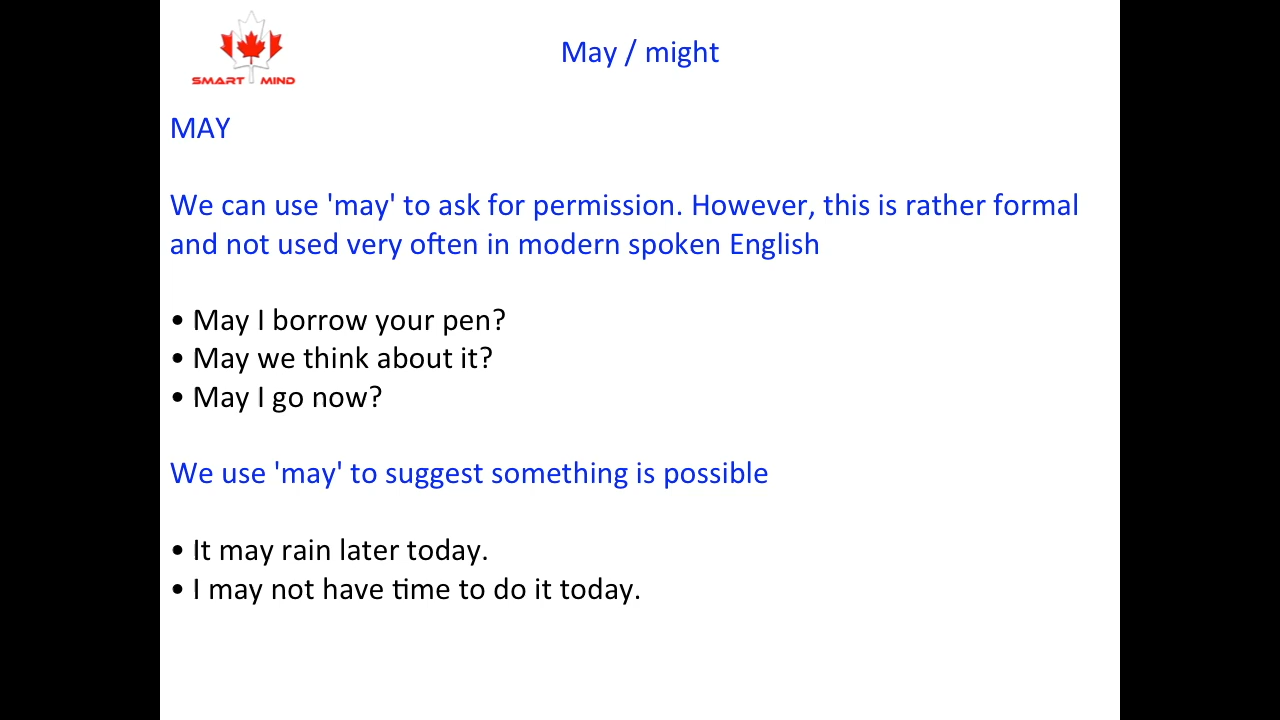 SMART MIND
May / might
MAY
We can use 'may' to ask for permission. However, this is rather formal
and not used very often in modern spoken English
• May I borrow your pen?
• May we think about it?
• May I go now?
We use 'may' to suggest something is possible
• It may rain later today.
• I may not have time to do it today.